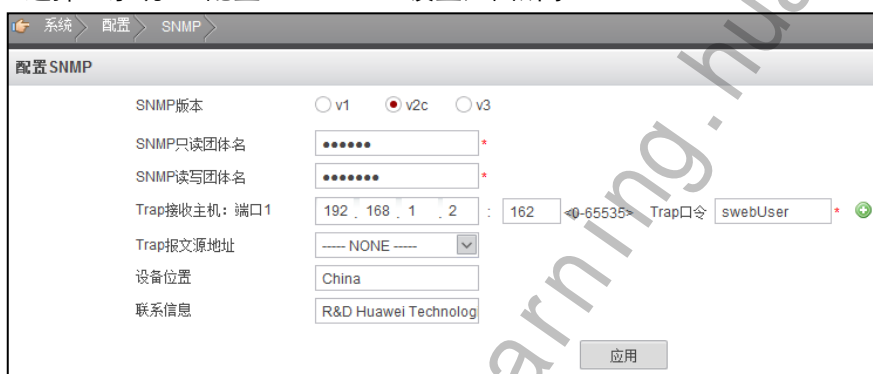 系统 配置 SNMP
配置SNMP
SNMP版本 v1 v2c v3
SNMP只读团体名 ●●●●●● *
SNMP读写团体名 ●●●●●●● *
Trap接收主机：端口1 192 . 168 . 1 . 2 : 162 <0-65535> Trap口令 swebUser *
Trap报文源地址 ----- NONE -----
设备位置 China
联系信息 R&D Huawei Technolog
应用
arning.hua